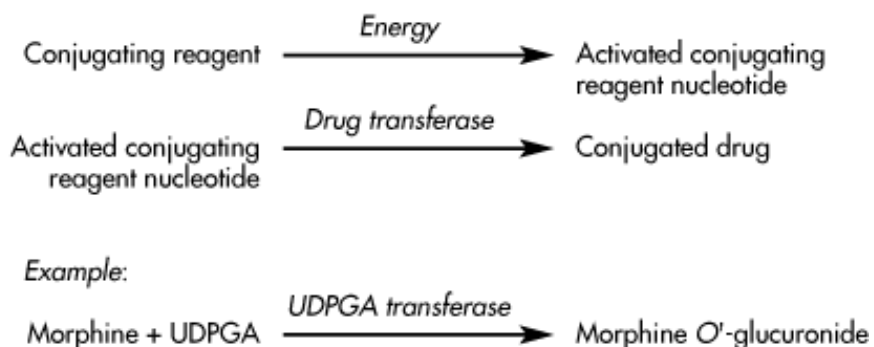 Energy
Conjugating reagent Activated conjugating
reagent nucleotide
Drug transferase
Activated conjugating Conjugated drug
reagent nucleotide
Example:
UDPGA transferase
Morphine + UDPGA Morphine O'-glucuronide